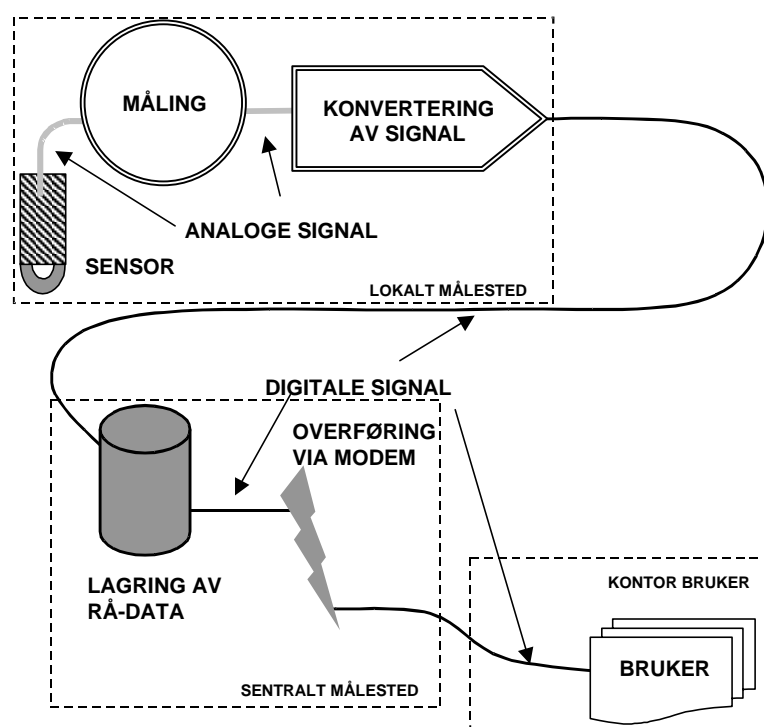 MÅLING
KONVERTERING
AV SIGNAL
ANALOGE SIGNAL
SENSOR
LOKALT MÅLESTED
DIGITALE SIGNAL
OVERFØRING
VIA MODEM
LAGRING AV
RÅ-DATA
SENTRALT MÅLESTED
KONTOR BRUKER
BRUKER